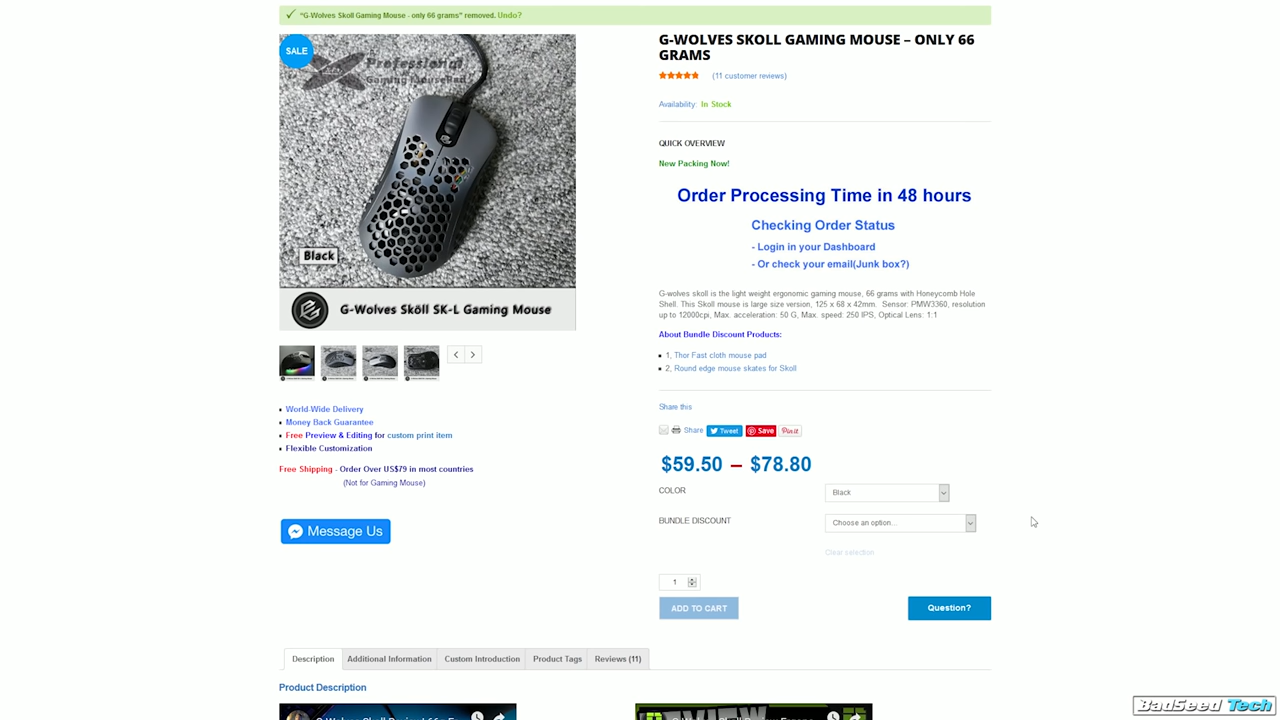 "G-Wolves Skoll Gaming Mouse - only 66 grams" removed. Undo?
SALE
Professional
Gaming MousePad
Black
G-Wolves Sköll SK-L Gaming Mouse
World-Wide Delivery
Money Back Guarantee
Free Preview & Editing for custom print item
Flexible Customization
Free Shipping - Order Over US$79 in most countries
(Not for Gaming Mouse)
Message Us
G-WOLVES SKOLL GAMING MOUSE – ONLY 66
GRAMS
(11 customer reviews)
Availability: In Stock
QUICK OVERVIEW
New Packing Now!
Order Processing Time in 48 hours
Checking Order Status
- Login in your Dashboard
- Or check your email(Junk box?)
G-wolves skoll is the light weight ergonomic gaming mouse, 66 grams with Honeycomb Hole
Shell. This Skoll mouse is large size version, 125 x 68 x 42mm. Sensor: PMW3360, resolution
up to 12000cpi, Max. acceleration: 50 G, Max. speed: 250 IPS, Optical Lens: 1:1
About Bundle Discount Products:
1, Thor Fast cloth mouse pad
2, Round edge mouse skates for Skoll
Share this
Share Tweet Save Pinit
$59.50 – $78.80
COLOR Black
BUNDLE DISCOUNT Choose an option...
Clear selection
1
ADD TO CART Question?
Description Additional Information Custom Introduction Product Tags Reviews (11)
Product Description
BadSeed Tech